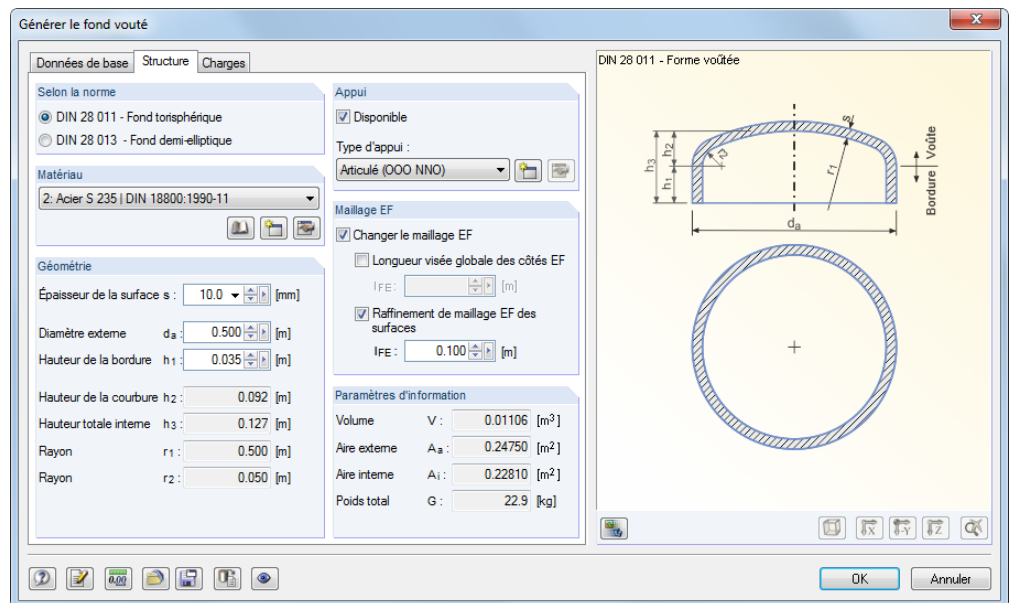 Générer le fond vouté
Données de base Structure Charges
Selon la norme
DIN 28 011 - Fond torisphérique
DIN 28 013 - Fond demi-elliptique
Matériau
2: Acier S 235 | DIN 18800:1990-11
Géométrie
Épaisseur de la surface s : 10.0 [mm]
Diamètre externe da : 0.500 [m]
Hauteur de la bordure h1 : 0.035 [m]
Hauteur de la courbure h2 : 0.092 [m]
Hauteur totale interne h3 : 0.127 [m]
Rayon r1 : 0.500 [m]
Rayon r2 : 0.050 [m]
Appui
Disponible
Type d'appui :
Articulé (OOO NNO)
Maillage EF
Changer le maillage EF
Longueur visée globale des côtés EF
lFE : [m]
Raffinement de maillage EF des
surfaces
lFE : 0.100 [m]
Paramètres d'information
Volume V : 0.01106 [m3]
Aire externe Aa : 0.24750 [m2]
Aire interne Ai : 0.22810 [m2]
Poids total G : 22.9 [kg]
DIN 28 011 - Forme voûtée
s
h3
h2
h1
r2
r1
da
Voûte
Bordure
X
-Y
Z
0.00
OK
Annuler